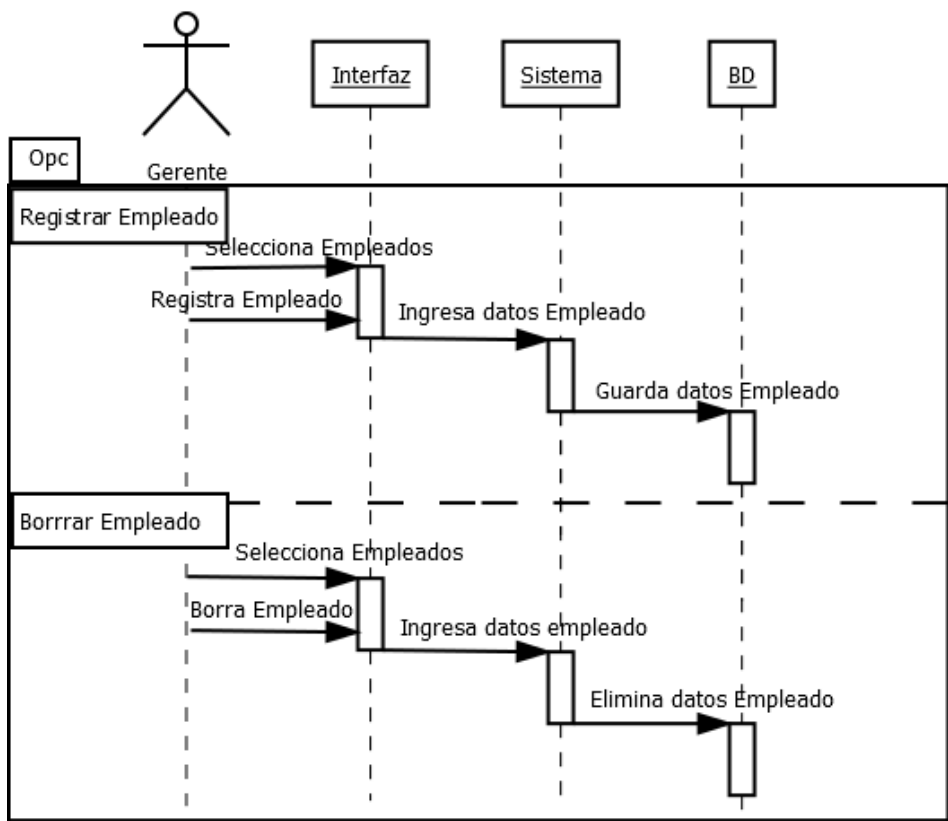 Interfaz
Sistema
BD
Opc
Gerente
Registrar Empleado
Selecciona Empleados
Registra Empleado
Ingresa datos Empleado
Guarda datos Empleado
Borrrar Empleado
Selecciona Empleados
Borra Empleado
Ingresa datos empleado
Elimina datos Empleado